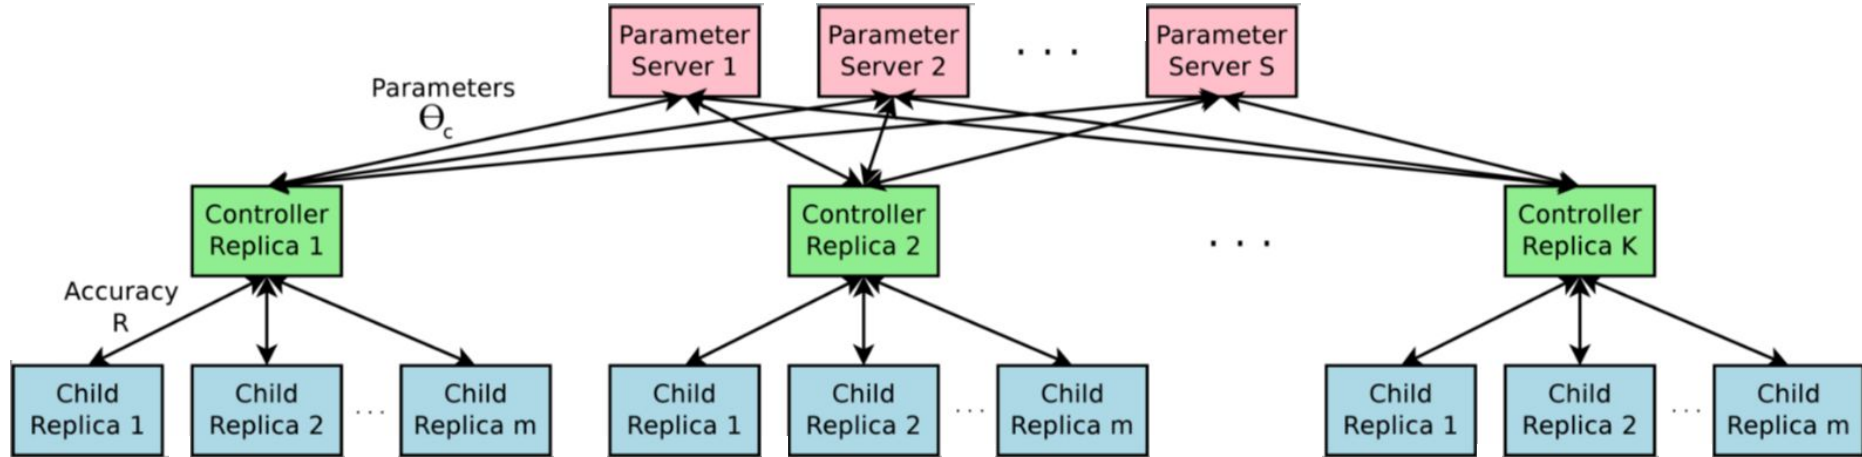 Parameter
Server 1
Parameter
Server 2
. . .
Parameter
Server S
Parameters
Θc
Controller
Replica 1
Controller
Replica 2
. . .
Controller
Replica K
Accuracy
R
Child
Replica 1
Child
Replica 2
. . .
Child
Replica m
Child
Replica 1
Child
Replica 2
. . .
Child
Replica m
Child
Replica 1
Child
Replica 2
. . .
Child
Replica m